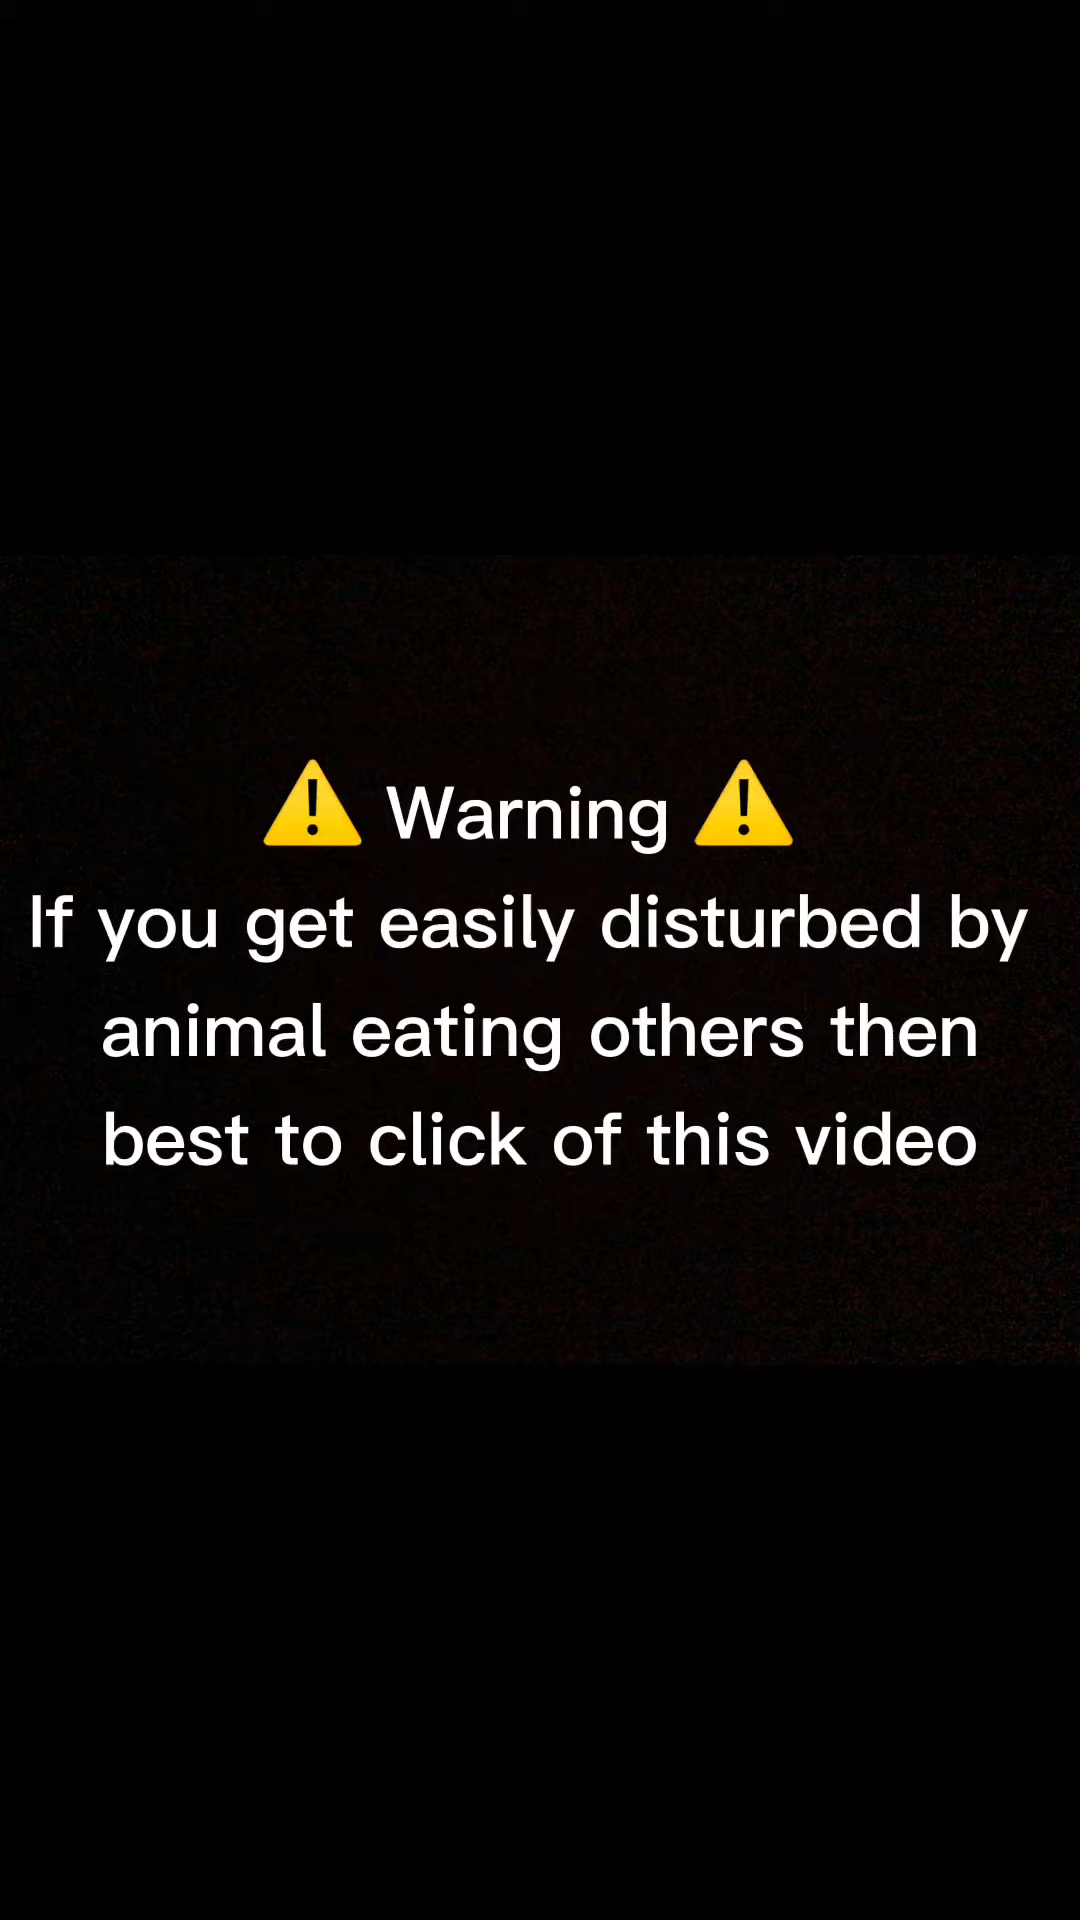 ⚠️ Warning ⚠️
If you get easily disturbed by
animal eating others then
best to click of this video